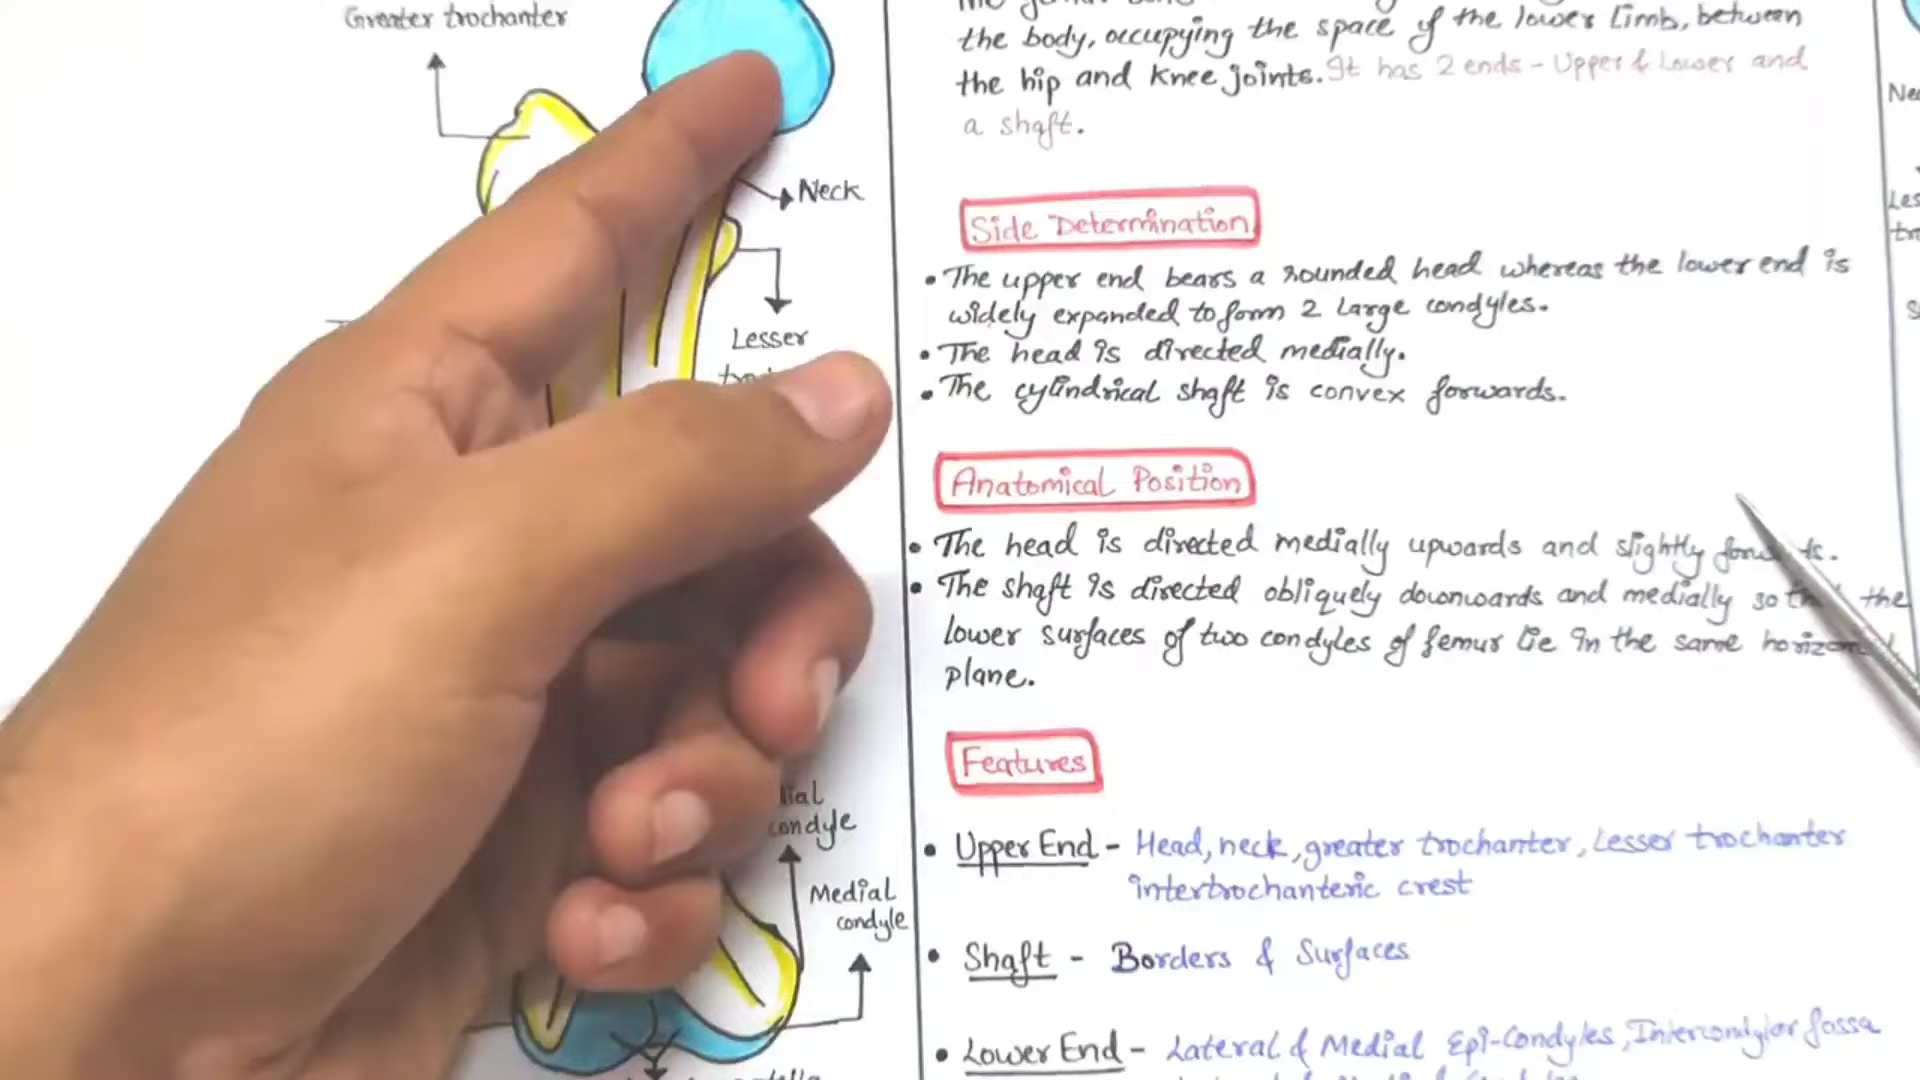 Greater trochanter
Neck
Lesser
condyle
Medial
condyle
the body, occupying the space of the lower limb, between
the hip and knee joints. It has 2 ends - Upper & Lower and
a shaft.
Side Determination
• The upper end bears a rounded head whereas the lower end is
widely expanded to form 2 large condyles.
• The head is directed medially.
• The cylindrical shaft is convex forwards.
Anatomical Position
• The head is directed medially upwards and slightly
• The shaft is directed obliquely downwards and medially so the
lower surfaces of two condyles of femur lie in the same
plane.
Features
• Upper End - Head, neck, greater trochanter, Lesser trochanter
intertrochanteric crest
• Shaft - Borders & Surfaces
• Lower End - Lateral & Medial Epi-Condyles, Intercondylar fossa